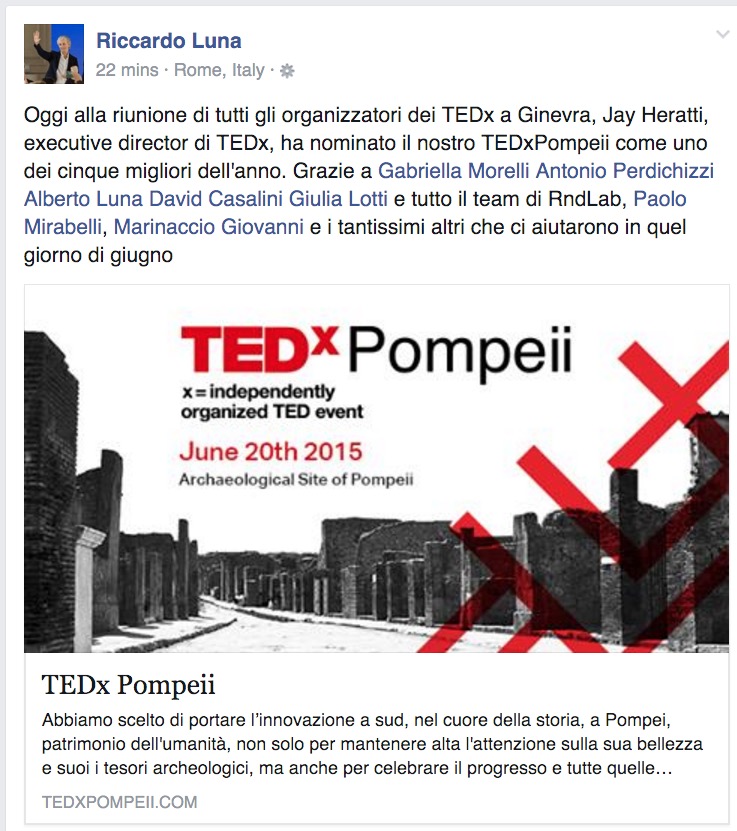 Riccardo Luna
22 mins · Rome, Italy ·
Oggi alla riunione di tutti gli organizzatori dei TEDx a Ginevra, Jay Heratti,
executive director di TEDx, ha nominato il nostro TEDxPompeii come uno
dei cinque migliori dell'anno. Grazie a Gabriella Morelli Antonio Perdichizzi
Alberto Luna David Casalini Giulia Lotti e tutto il team di RndLab, Paolo
Mirabelli, Marinaccio Giovanni e i tantissimi altri che ci aiutarono in quel
giorno di giugno
TEDx Pompeii
x = independently
organized TED event
June 20th 2015
Archaeological Site of Pompeii
TEDx Pompeii
Abbiamo scelto di portare l’innovazione a sud, nel cuore della storia, a Pompei,
patrimonio dell'umanità, non solo per mantenere alta l'attenzione sulla sua bellezza
e suoi i tesori archeologici, ma anche per celebrare il progresso e tutte quelle…
TEDXPOMPEII.COM